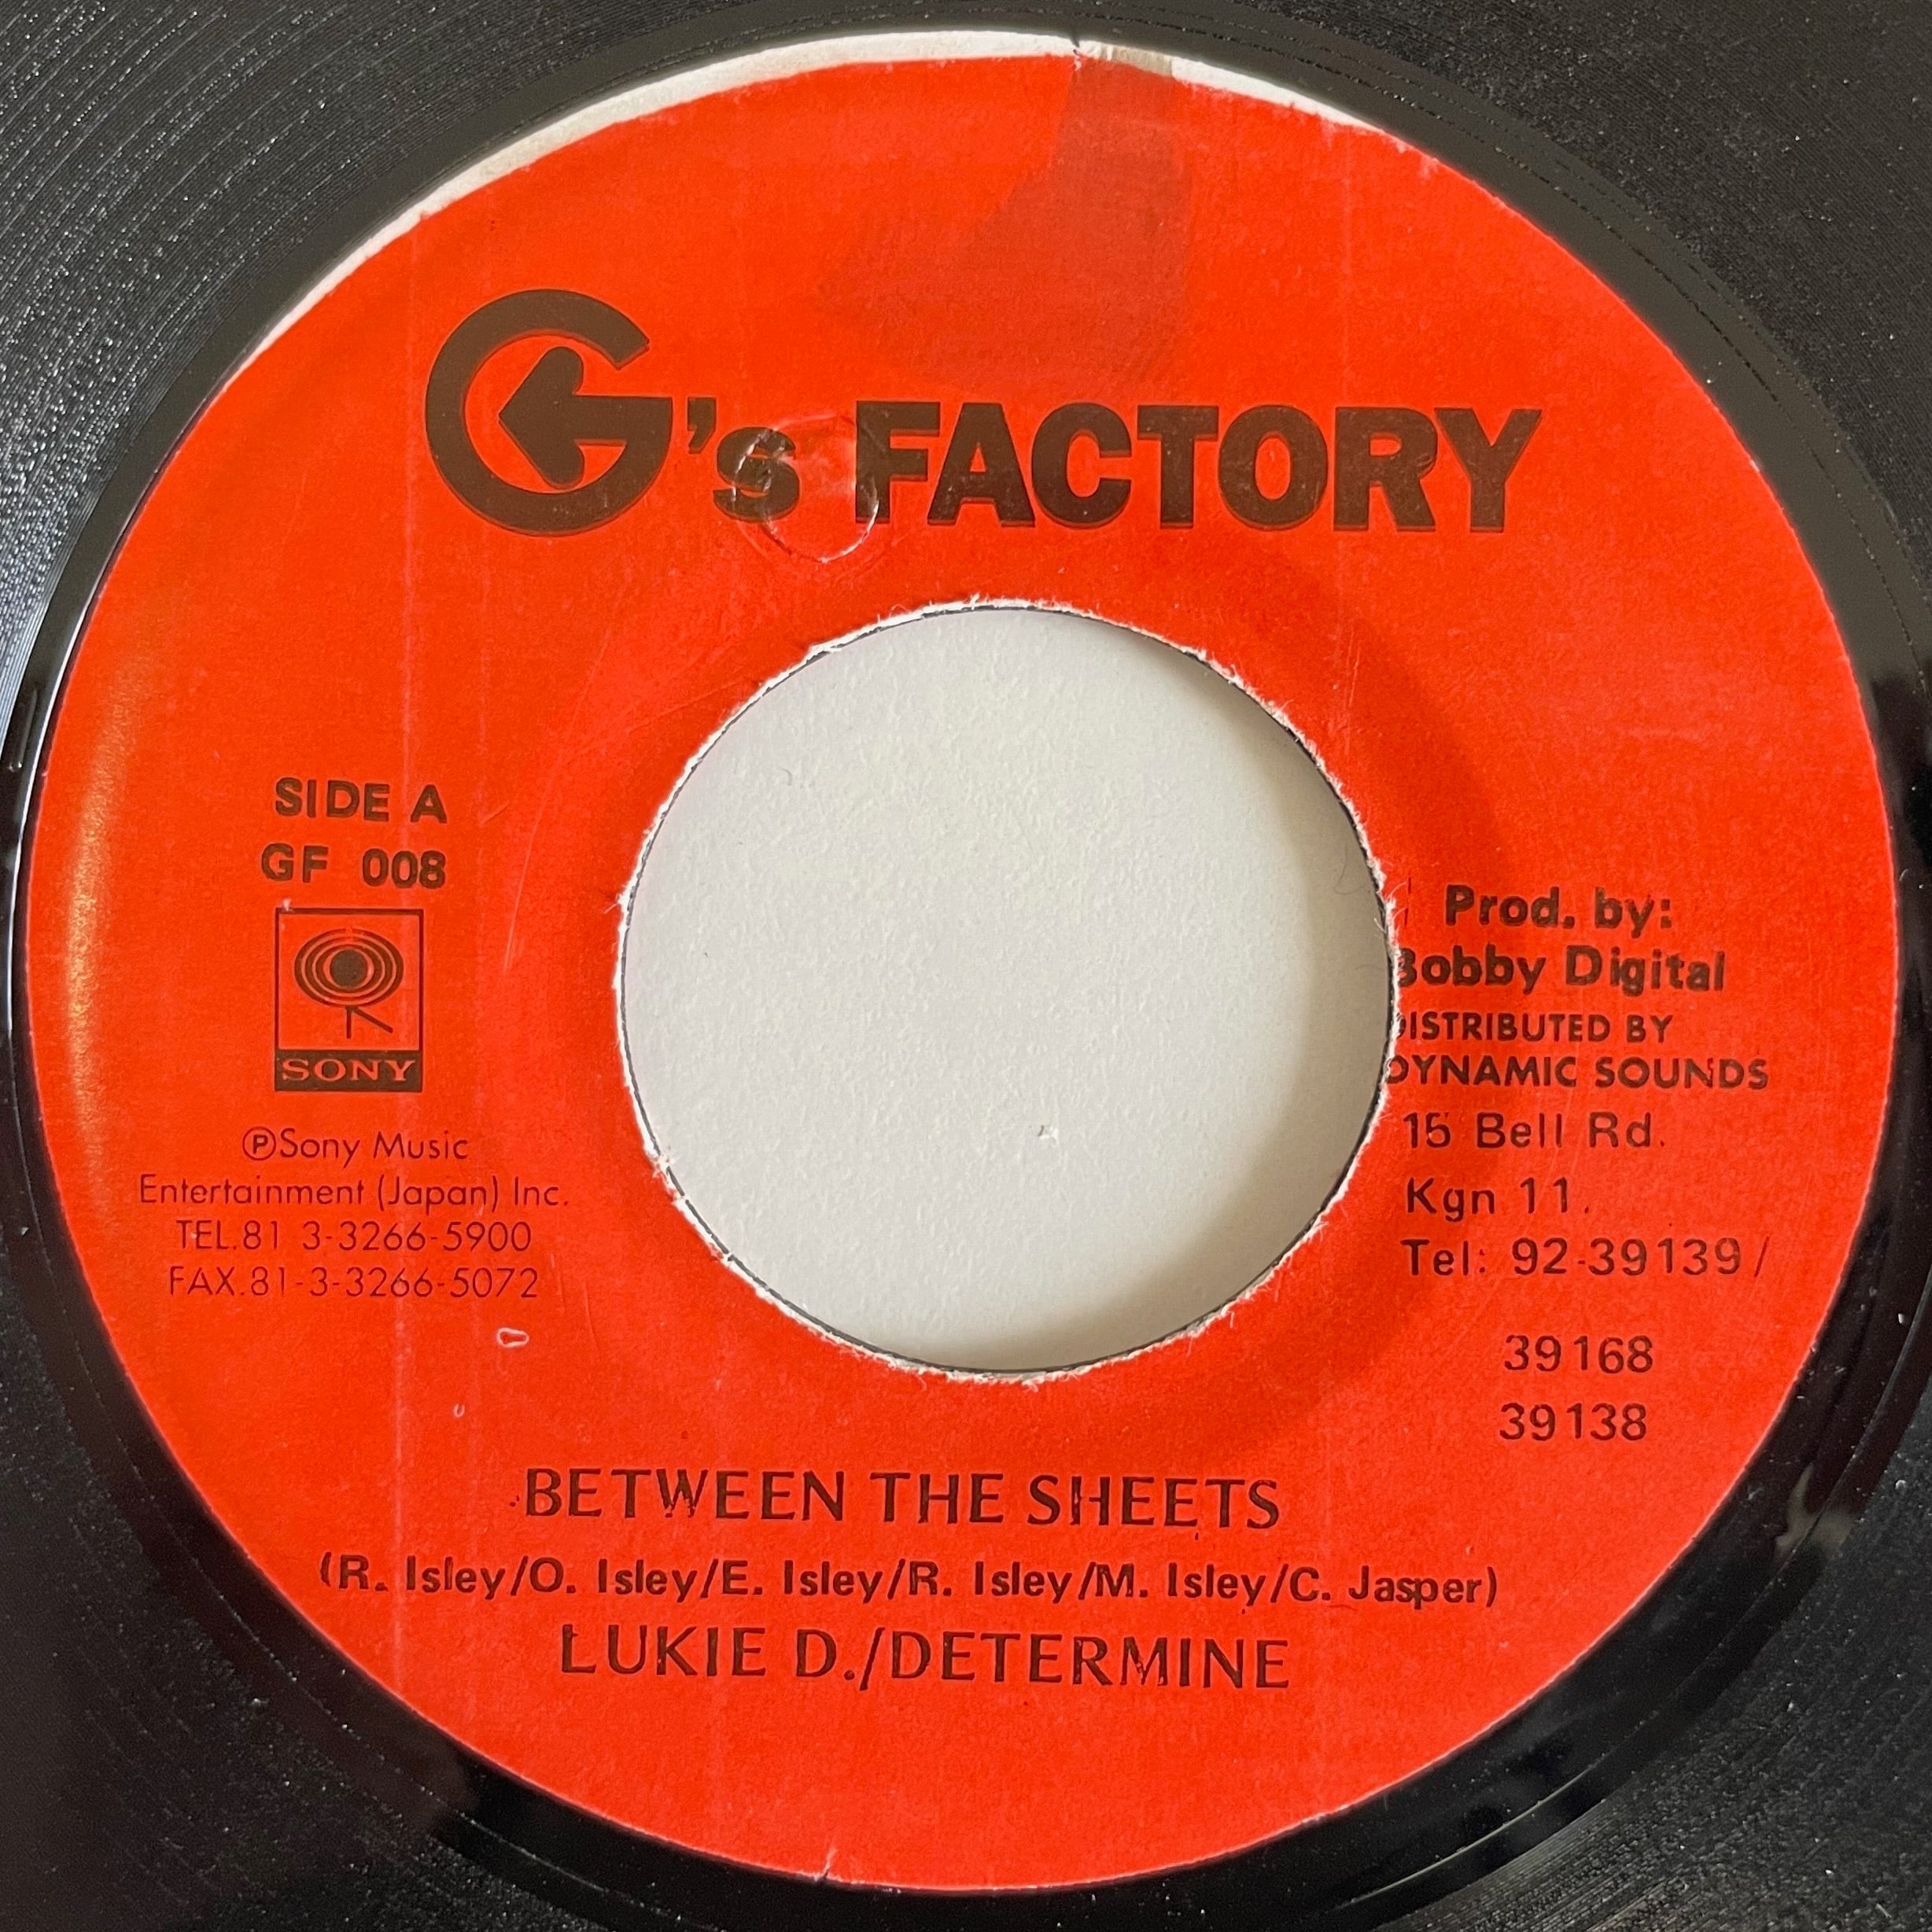 G's FACTORY
SIDE A
GF 008
SONY
ⓅSony Music
Entertainment (Japan) Inc.
TEL.81 3-3266-5900
FAX.81-3-3266-5072
Prod. by:
Bobby Digital
DISTRIBUTED BY
DYNAMIC SOUNDS
15 Bell Rd.
Kgn 11.
Tel: 92-39139/
39168
39138
BETWEEN THE SHEETS
(R. Isley/O. Isley/E. Isley/R. Isley/M. Isley/C. Jasper)
LUKIE D./DETERMINE